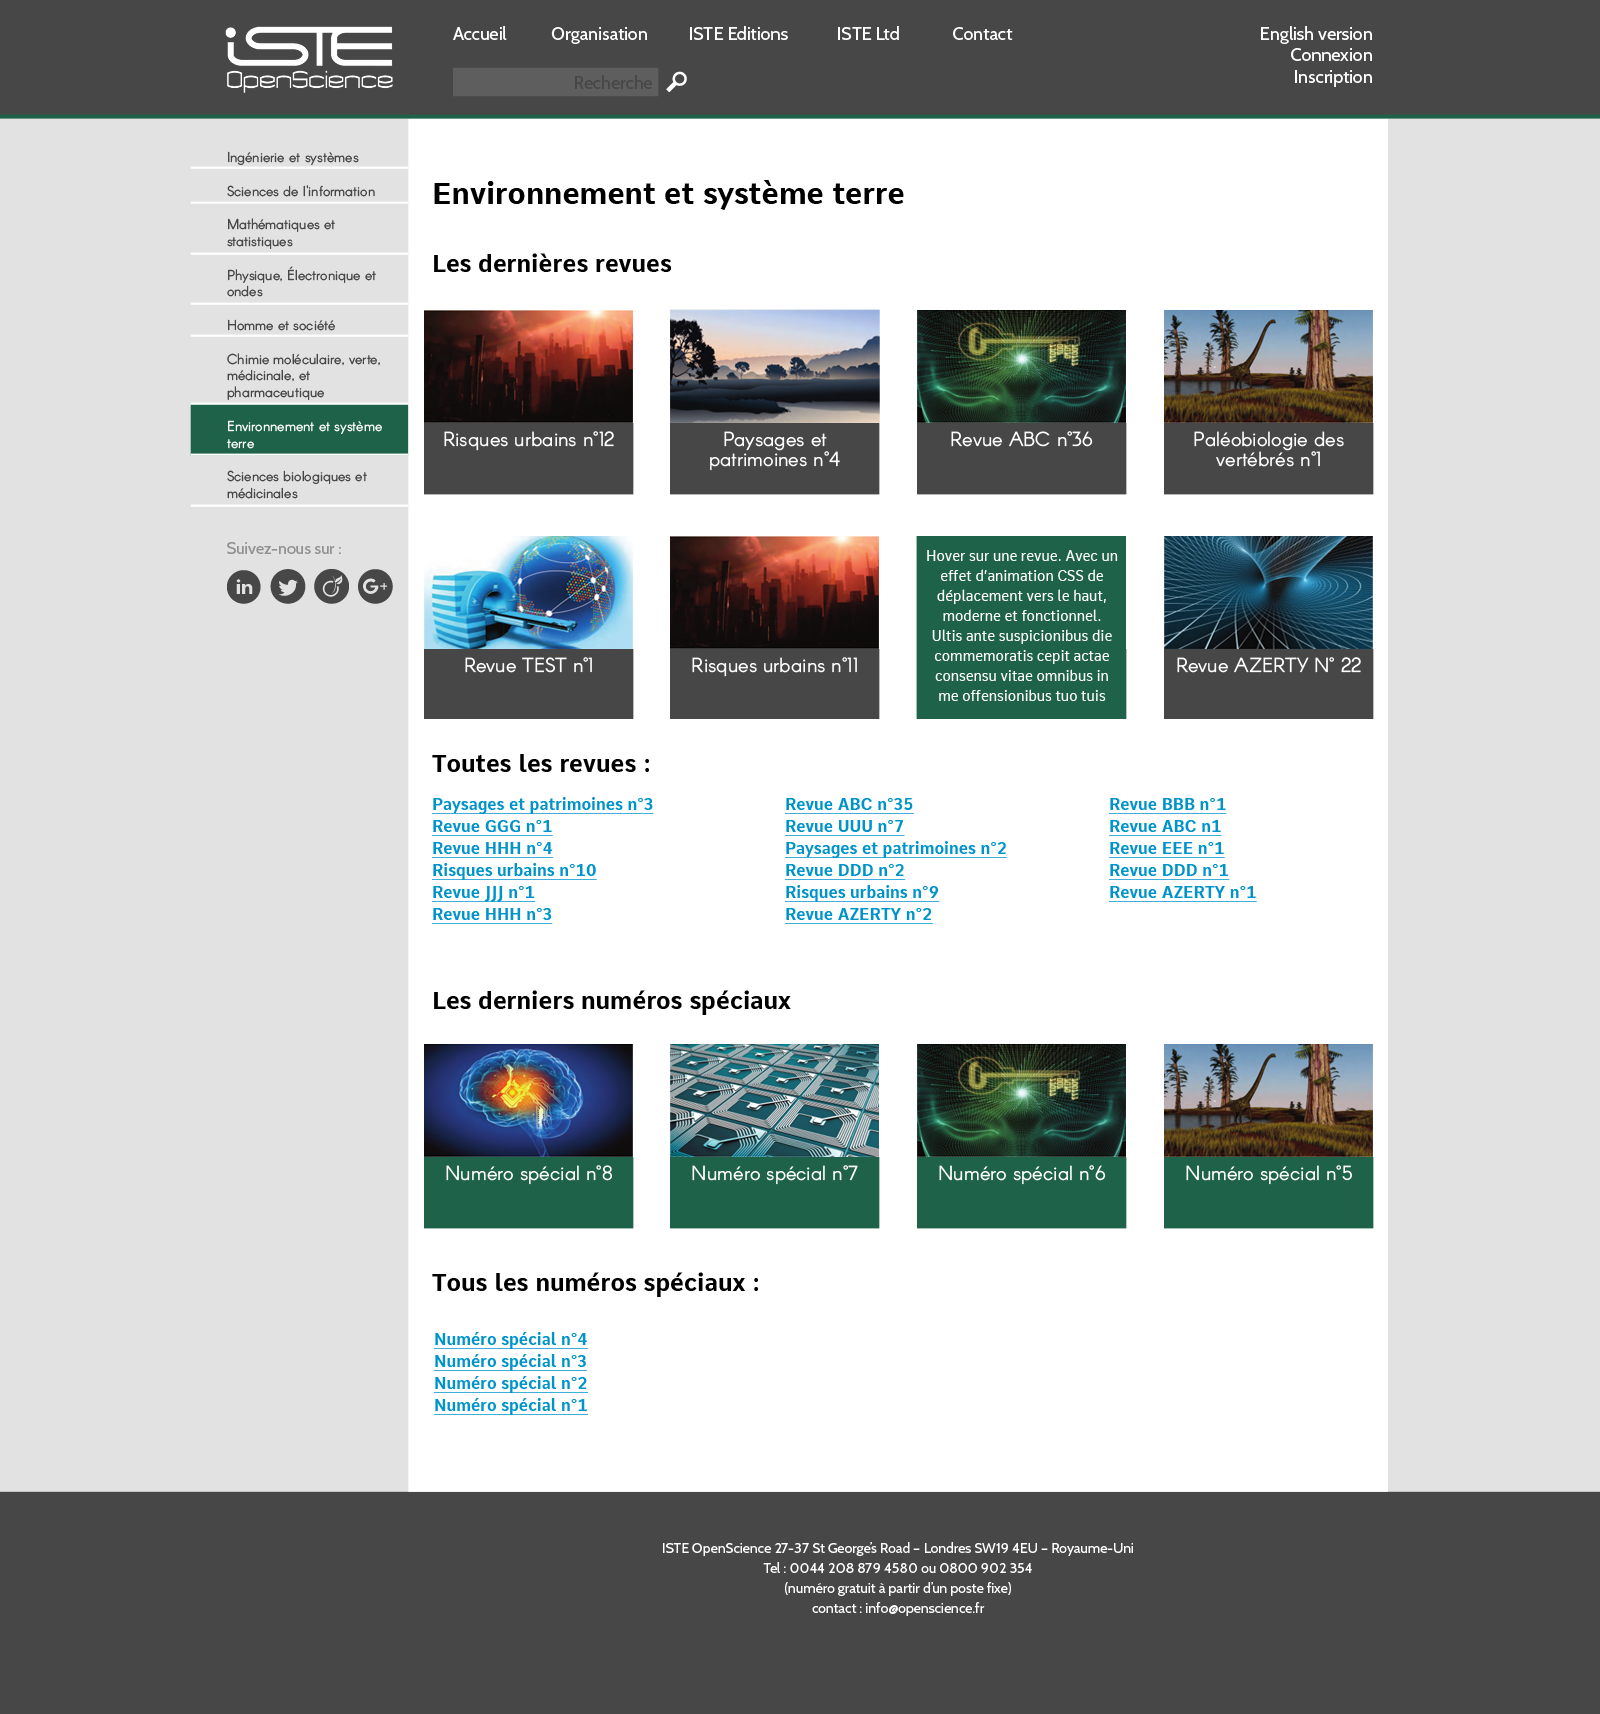 iSTE
OpenScience
Accueil
Organisation
ISTE Editions
ISTE Ltd
Contact
Recherche
English version
Connexion
Inscription
Ingénierie et systèmes
Sciences de l'information
Mathématiques et
statistiques
Physique, Électronique et
ondes
Homme et société
Chimie moléculaire, verte,
médicinale, et
pharmaceutique
Environnement et système
terre
Sciences biologiques et
médicinales
Suivez-nous sur :
in
G+
Environnement et système terre
Les dernières revues
Risques urbains n°12
Paysages et
patrimoines n°4
Revue ABC n°36
Paléobiologie des
vertébrés n°1
Revue TEST n°1
Risques urbains n°11
Hover sur une revue. Avec un
effet d'animation CSS de
déplacement vers le haut,
moderne et fonctionnel.
Ultis ante suspicionibus die
commemoratis cepit actae
consensu vitae omnibus in
me offensionibus tuo tuis
Revue AZERTY N° 22
Toutes les revues :
Paysages et patrimoines n°3
Revue GGG n°1
Revue HHH n°4
Risques urbains n°10
Revue JJJ n°1
Revue HHH n°3
Revue ABC n°35
Revue UUU n°7
Paysages et patrimoines n°2
Revue DDD n°2
Risques urbains n°9
Revue AZERTY n°2
Revue BBB n°1
Revue ABC n1
Revue EEE n°1
Revue DDD n°1
Revue AZERTY n°1
Les derniers numéros spéciaux
Numéro spécial n°8
Numéro spécial n°7
Numéro spécial n°6
Numéro spécial n°5
Tous les numéros spéciaux :
Numéro spécial n°4
Numéro spécial n°3
Numéro spécial n°2
Numéro spécial n°1
ISTE OpenScience 27-37 St George's Road – Londres SW19 4EU – Royaume-Uni
Tel : 0044 208 879 4580 ou 0800 902 354
(numéro gratuit à partir d'un poste fixe)
contact : info@openscience.fr